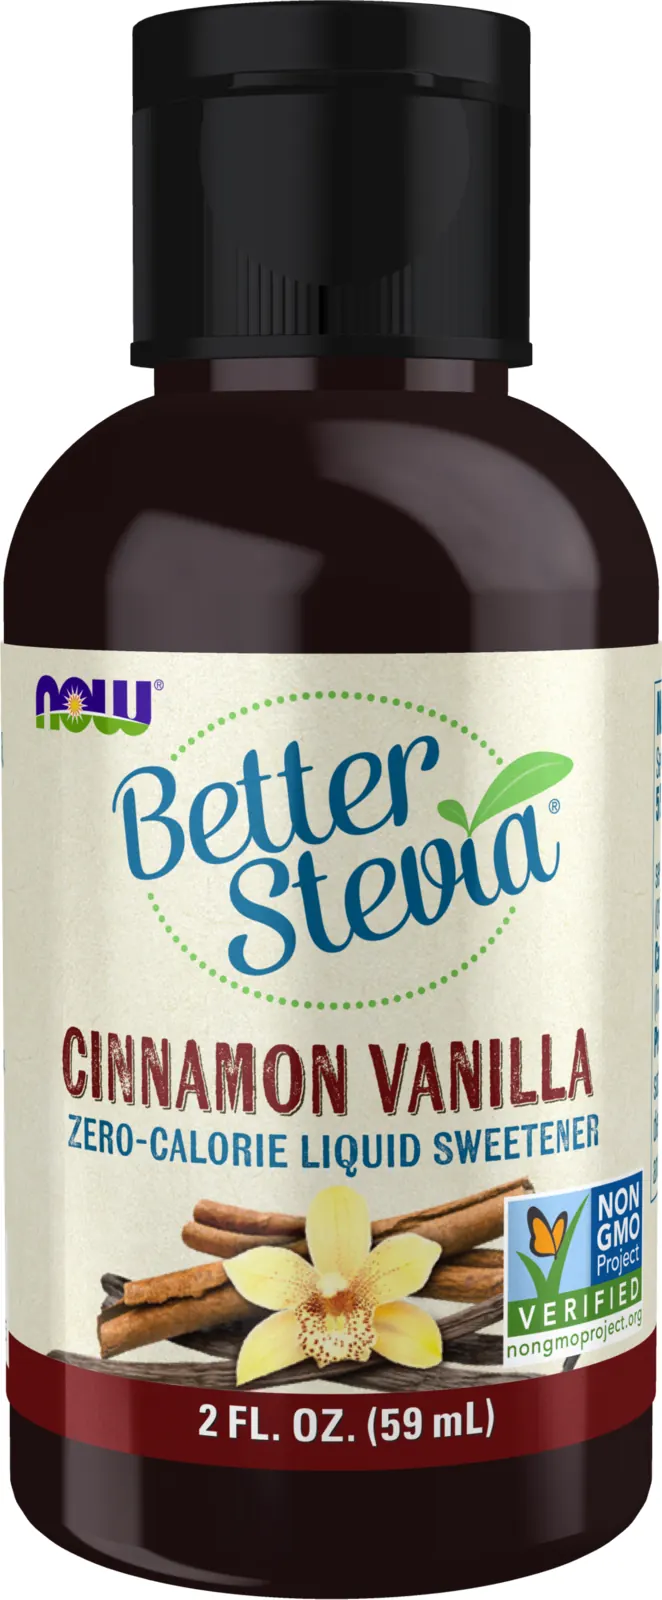 NOW®
Better
Stevia®
CINNAMON VANILLA
ZERO-CALORIE LIQUID SWEETENER
NON
GMO
Project
VERIFIED
nongmoproject.org
2 FL. OZ. (59 mL)